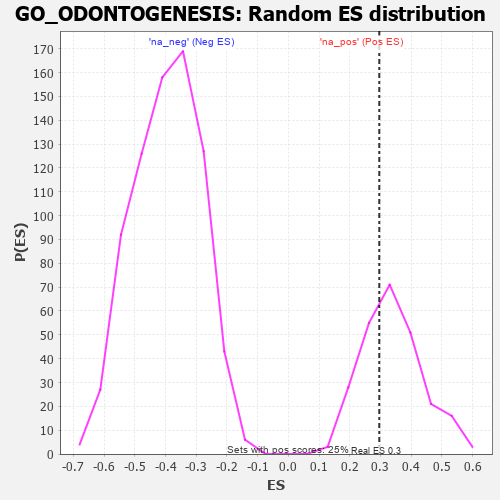 GO_ODONTOGENESIS: Random ES distribution
'na_neg' (Neg ES)
'na_pos' (Pos ES)
170
160
150
140
130
120
110
100
90
80
70
60
50
40
30
20
10
0
P(ES)
Sets with pos scores: 25%
Real ES 0.3
-0.7 -0.6 -0.5 -0.4 -0.3 -0.2 -0.1 0.0 0.1 0.2 0.3 0.4 0.5 0.6
ES